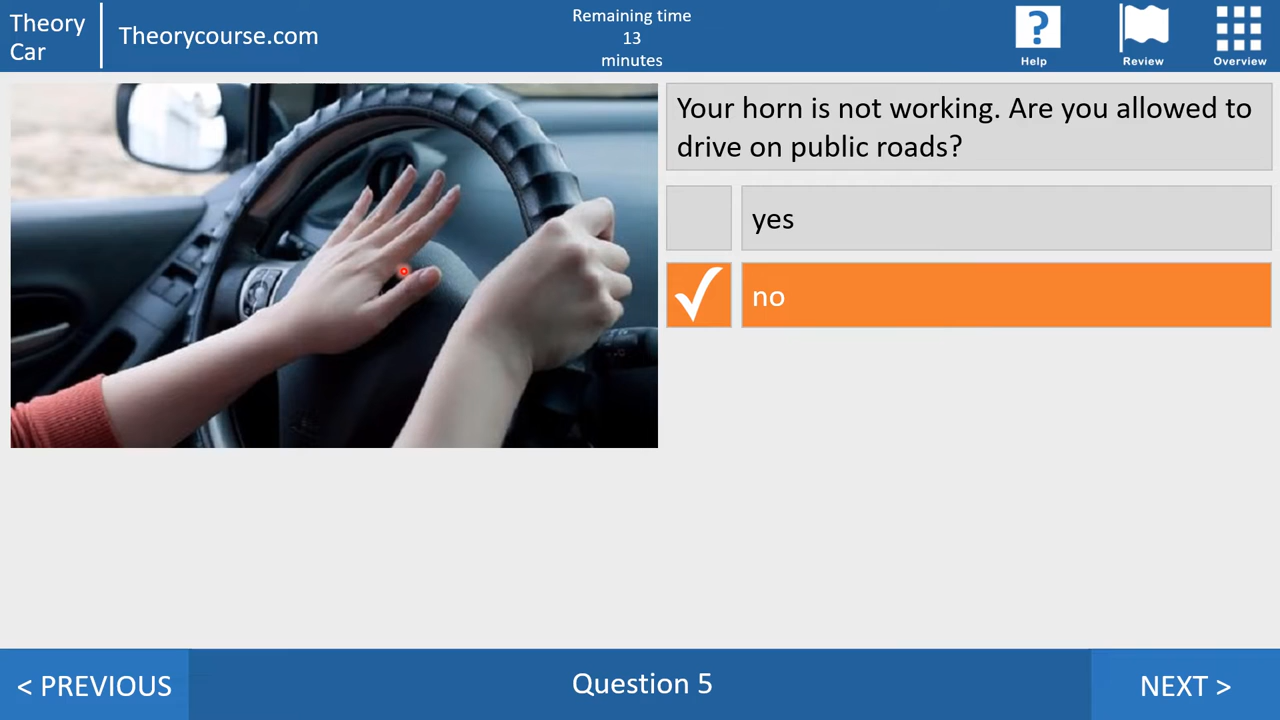 Theory
Car
Theorycourse.com
Remaining time
13
minutes
?
Help
Review
Overview
Your horn is not working. Are you allowed to
drive on public roads?
yes
no
< PREVIOUS
Question 5
NEXT >